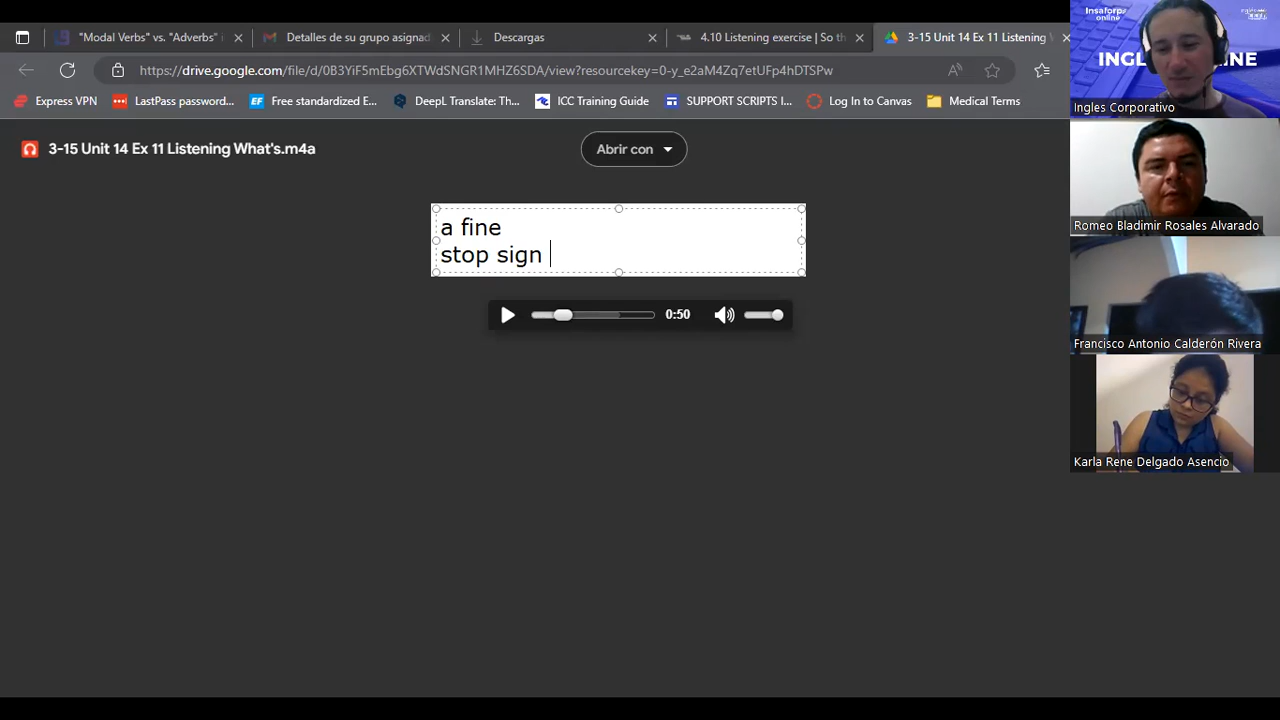 "Modal Verbs" vs. "Adverbs" i
Detalles de su grupo asignad
Descargas
4.10 Listening exercise | So th
3-15 Unit 14 Ex 11 Listening W
https://drive.google.com/file/d/0B3YiF5mEbg6XTWdSNGR1MHZ6SDA/view?resourcekey=0-y_e2aM4Zq7etUFp4hDTSPw
Express VPN
LastPass password...
Free standardized E...
DeepL Translate: Th...
ICC Training Guide
SUPPORT SCRIPTS I...
Log In to Canvas
Medical Terms
3-15 Unit 14 Ex 11 Listening What's.m4a
Abrir con
a fine
stop sign
0:50
Insaforp
online
INGL
NLINE
Ingles Corporativo
Romeo Bladimir Rosales Alvarado
Francisco Antonio Calderón Rivera
Karla Rene Delgado Asencio